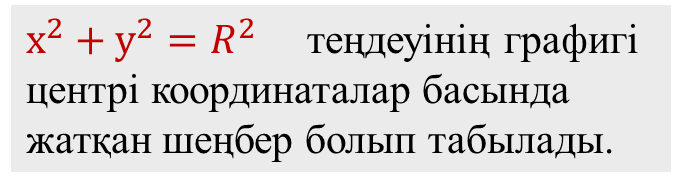 x² + y² = R² теңдеуінің графигі
центрі координаталар басында
жатқан шеңбер болып табылады.